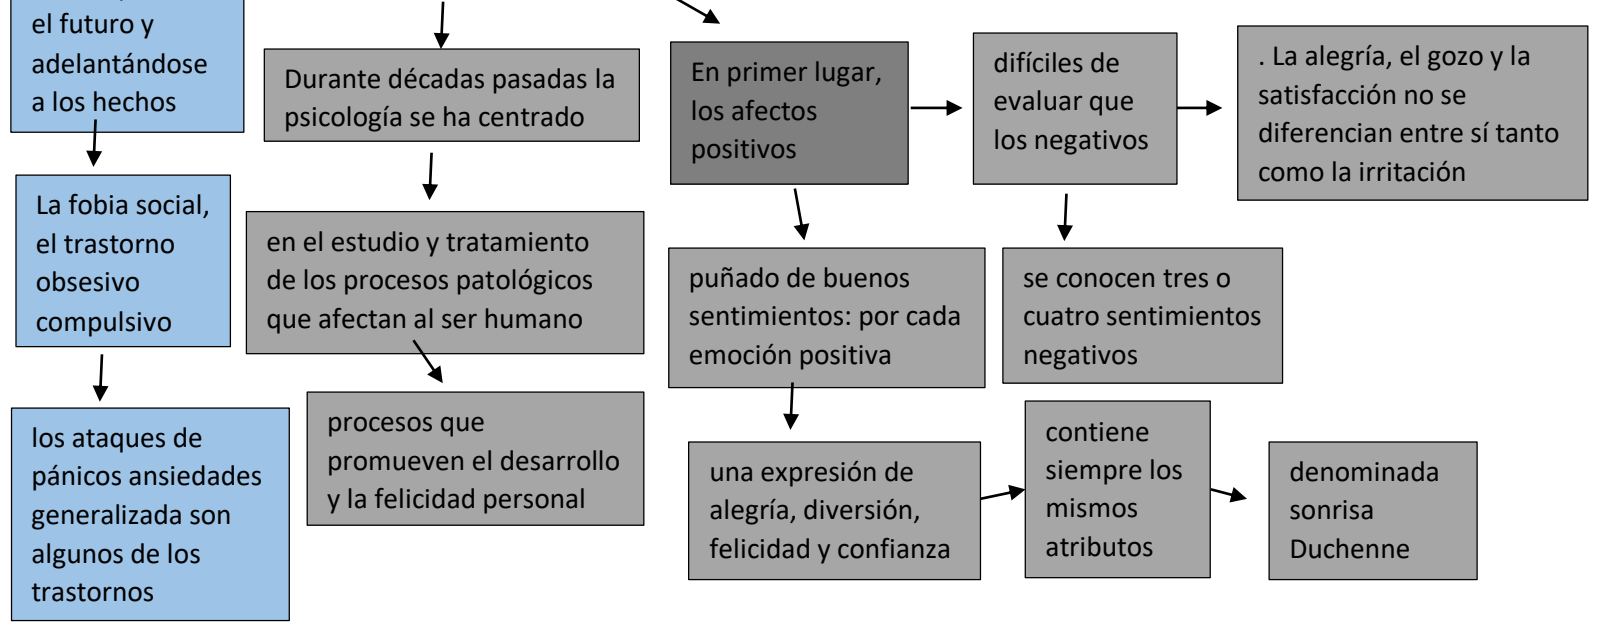 el futuro y
adelantándose
a los hechos
La fobia social,
el trastorno
obsesivo
compulsivo
los ataques de
pánicos ansiedades
generalizada son
algunos de los
trastornos
Durante décadas pasadas la
psicología se ha centrado
en el estudio y tratamiento
de los procesos patológicos
que afectan al ser humano
procesos que
promueven el desarrollo
y la felicidad personal
En primer lugar,
los afectos
positivos
difíciles de
evaluar que
los negativos
. La alegría, el gozo y la
satisfacción no se
diferencian entre sí tanto
como la irritación
puñado de buenos
sentimientos: por cada
emoción positiva
se conocen tres o
cuatro sentimientos
negativos
una expresión de
alegría, diversión,
felicidad y confianza
contiene
siempre los
mismos
atributos
denominada
sonrisa
Duchenne